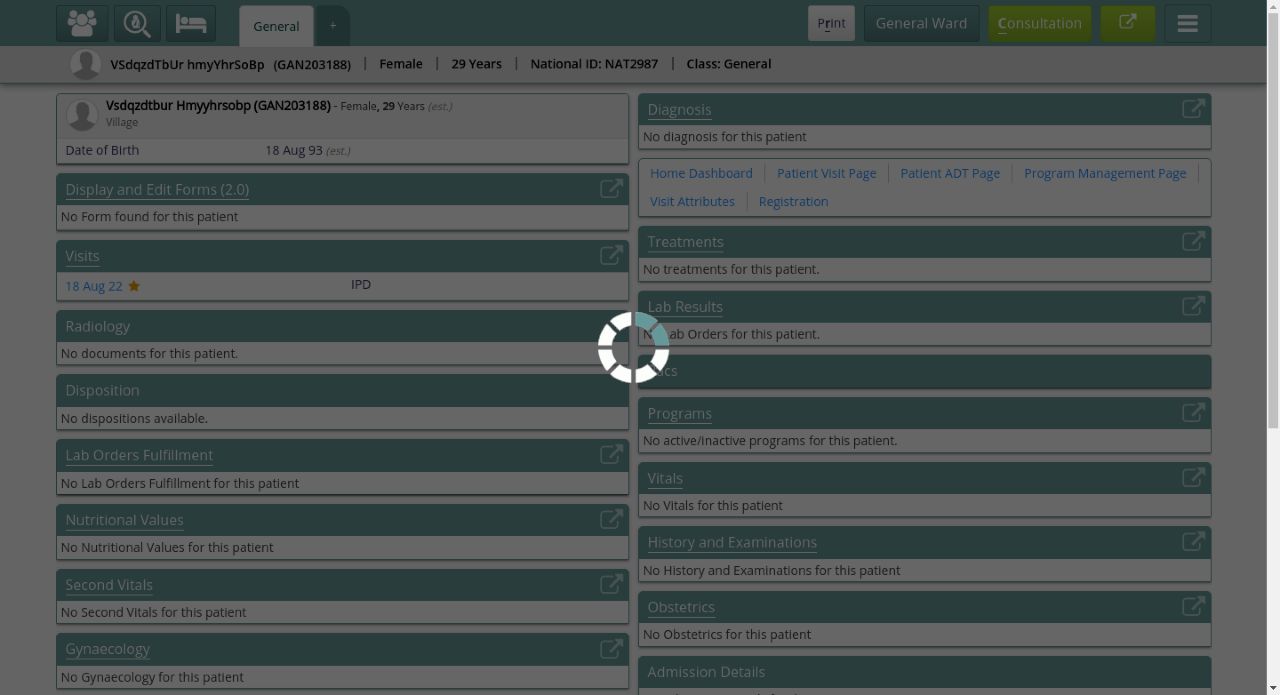 General
+
Print
General Ward
Consultation
VSdqzdTbUr hmyYhrSoBp (GAN203188) | Female | 29 Years | National ID: NAT2987 | Class: General
Vsdqzdtbur Hmyyhrsobp (GAN203188) - Female, 29 Years (est.)
Village
Date of Birth 18 Aug 93 (est.)
Display and Edit Forms (2.0)
No Form found for this patient
Visits
18 Aug 22 IPD
Radiology
No documents for this patient.
Disposition
No dispositions available.
Lab Orders Fulfillment
No Lab Orders Fulfillment for this patient
Nutritional Values
No Nutritional Values for this patient
Second Vitals
No Second Vitals for this patient
Gynaecology
No Gynaecology for this patient
Diagnosis
No diagnosis for this patient
Home Dashboard | Patient Visit Page | Patient ADT Page | Program Management Page
Visit Attributes | Registration
Treatments
No treatments for this patient.
Lab Results
Orders for this patient.
Programs
No active/inactive programs for this patient.
Vitals
No Vitals for this patient
History and Examinations
No History and Examinations for this patient
Obstetrics
No Obstetrics for this patient
Admission Details